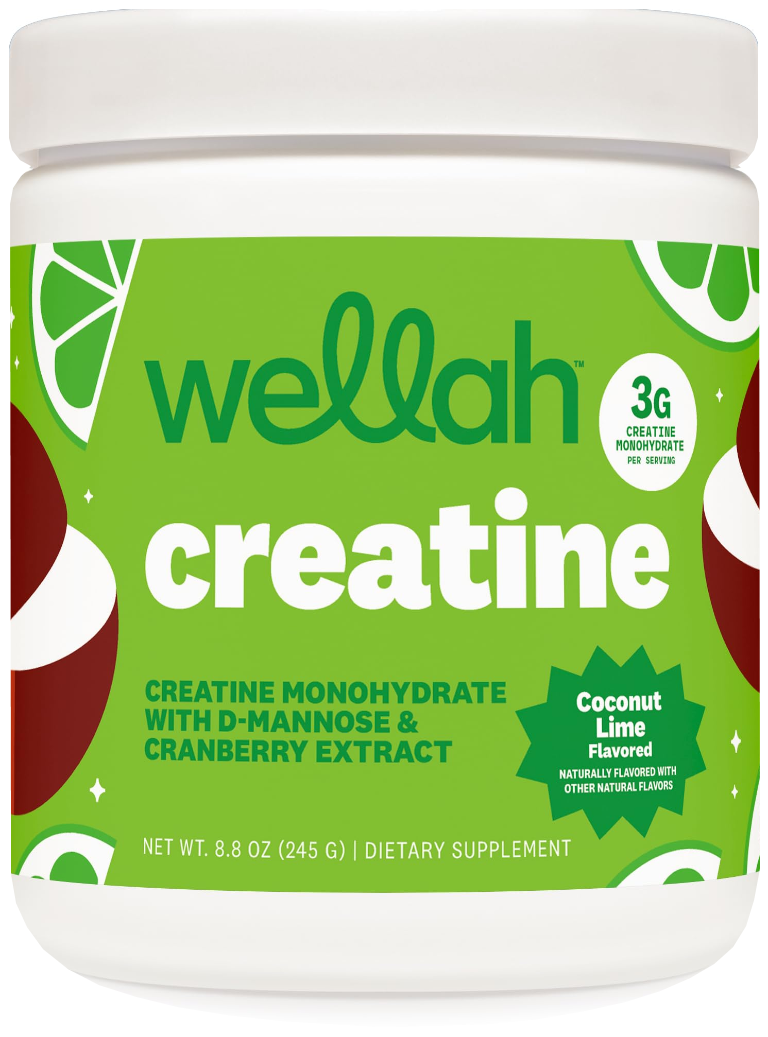 wellah™
3G
CREATINE
MONOHYDRATE
PER SERVING
creatine
CREATINE MONOHYDRATE
WITH D-MANNOSE &
CRANBERRY EXTRACT
Coconut
Lime
Flavored
NATURALLY FLAVORED WITH
OTHER NATURAL FLAVORS
NET WT. 8.8 OZ (245 G) | DIETARY SUPPLEMENT